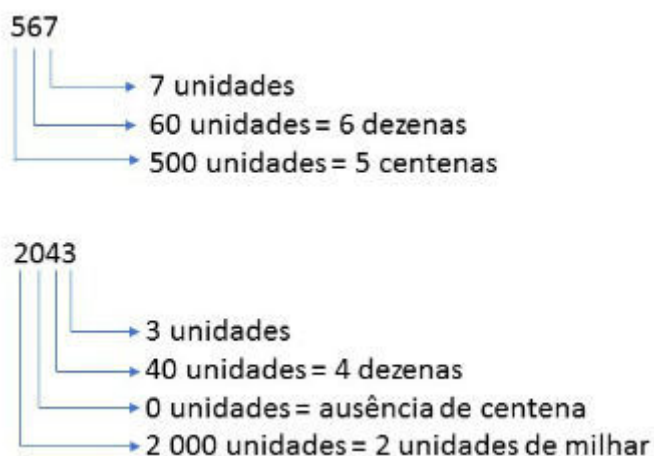 567
7 unidades
60 unidades = 6 dezenas
500 unidades = 5 centenas
2043
3 unidades
40 unidades = 4 dezenas
0 unidades = ausência de centena
2 000 unidades = 2 unidades de milhar